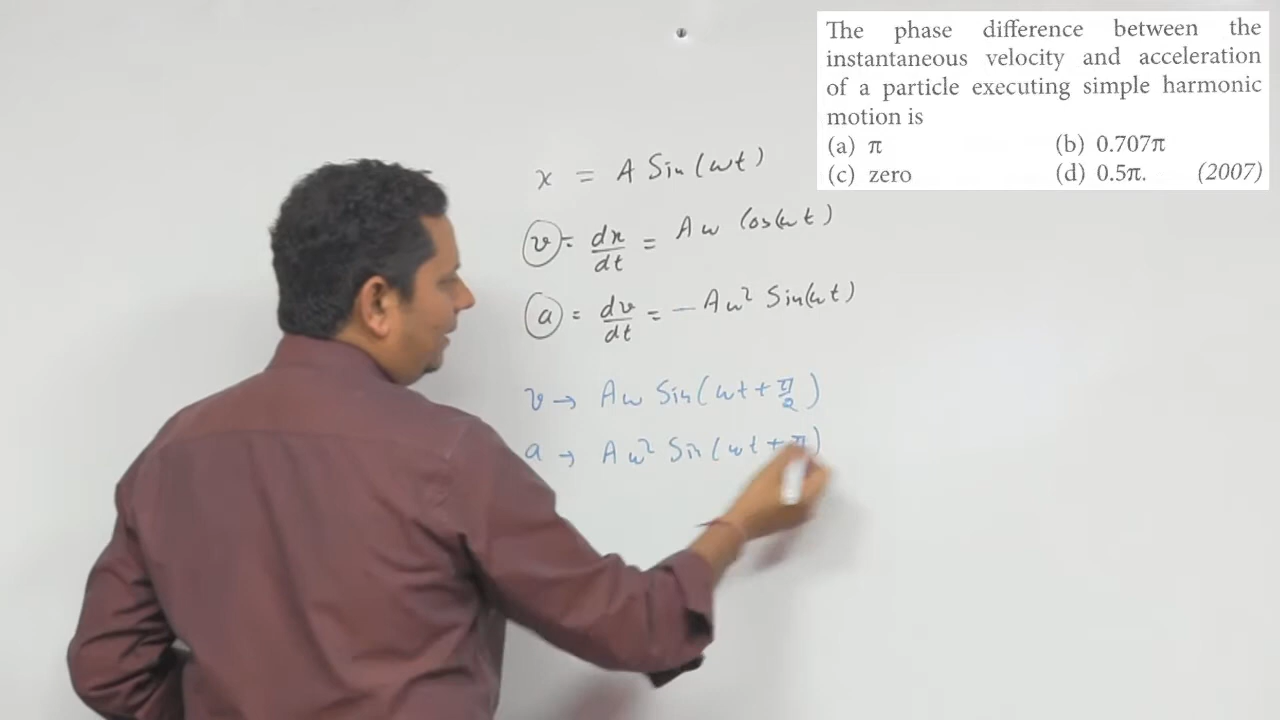 The phase difference between the
instantaneous velocity and acceleration
of a particle executing simple harmonic
motion is
(a) π (b) 0.707π
(c) zero (d) 0.5π. (2007)
x = A Sin(ωt)
v = dx/dt = Aω Cos(ωt)
a = dv/dt = -Aω² Sin(ωt)
v → Aω Sin(ωt + π/2)
a → Aω² Sin(ωt + π)